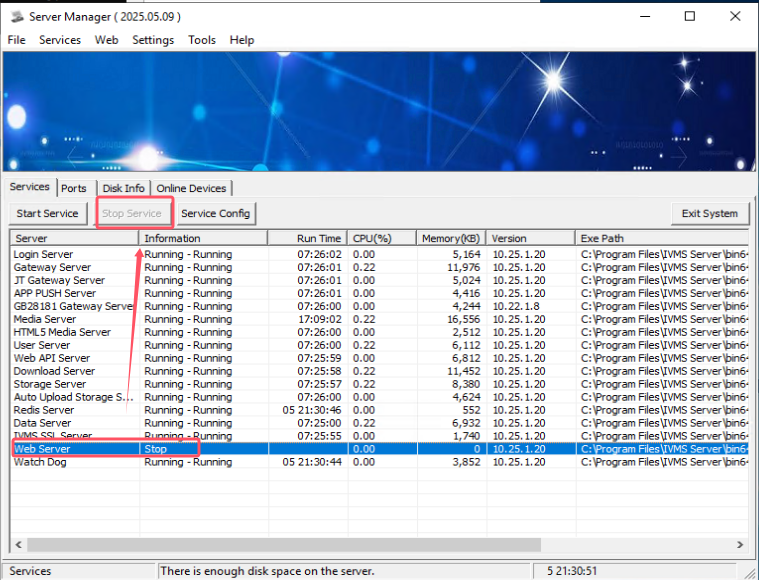 Server Manager ( 2025.05.09 )
File Services Web Settings Tools Help
Services Ports Disk Info Online Devices
Start Service Stop Service Service Config Exit System
Server Information Run Time CPU(%) Memory(KB) Version Exe Path
Login Server Running - Running 07:26:02 0.00 5,164 10.25.1.20 C:\Program Files\IVMS Server\bin64
Gateway Server Running - Running 07:26:01 0.22 11,976 10.25.1.20 C:\Program Files\IVMS Server\bin64
JT Gateway Server Running - Running 07:26:01 0.00 5,024 10.25.1.20 C:\Program Files\IVMS Server\bin64
APP PUSH Server Running - Running 07:26:01 0.00 4,416 10.25.1.20 C:\Program Files\IVMS Server\bin64
GB28181 Gateway Server Running - Running 07:26:00 0.00 4,244 10.22.1.8 C:\Program Files\IVMS Server\bin64
Media Server Running - Running 17:09:02 0.22 16,556 10.25.1.20 C:\Program Files\IVMS Server\bin64
HTML5 Media Server Running - Running 07:26:00 0.00 2,512 10.25.1.20 C:\Program Files\IVMS Server\bin64
User Server Running - Running 07:26:00 0.22 6,112 10.25.1.20 C:\Program Files\IVMS Server\bin64
Web API Server Running - Running 07:25:59 0.00 6,812 10.25.1.20 C:\Program Files\IVMS Server\bin64
Download Server Running - Running 07:25:58 0.22 11,452 10.25.1.20 C:\Program Files\IVMS Server\bin64
Storage Server Running - Running 07:25:57 0.22 8,380 10.25.1.20 C:\Program Files\IVMS Server\bin64
Auto Upload Storage S... Running - Running 07:26:00 0.00 4,624 10.25.1.20 C:\Program Files\IVMS Server\bin64
Redis Server Running - Running 05 21:30:46 0.00 552 10.25.1.20 C:\Program Files\IVMS Server\bin64
Data Server Running - Running 07:25:00 0.22 6,932 10.25.1.20 C:\Program Files\IVMS Server\bin64
IVMS SSL Server Running - Running 07:25:55 0.00 1,740 10.25.1.20 C:\Program Files\IVMS Server\bin64
Web Server Stop 0.00 0 10.25.1.20 C:\Program Files\IVMS Server\bin64
Watch Dog Running - Running 05 21:30:44 0.00 3,852 10.25.1.20 C:\Program Files\IVMS Server\bin64
Services There is enough disk space on the server. 5 21:30:51